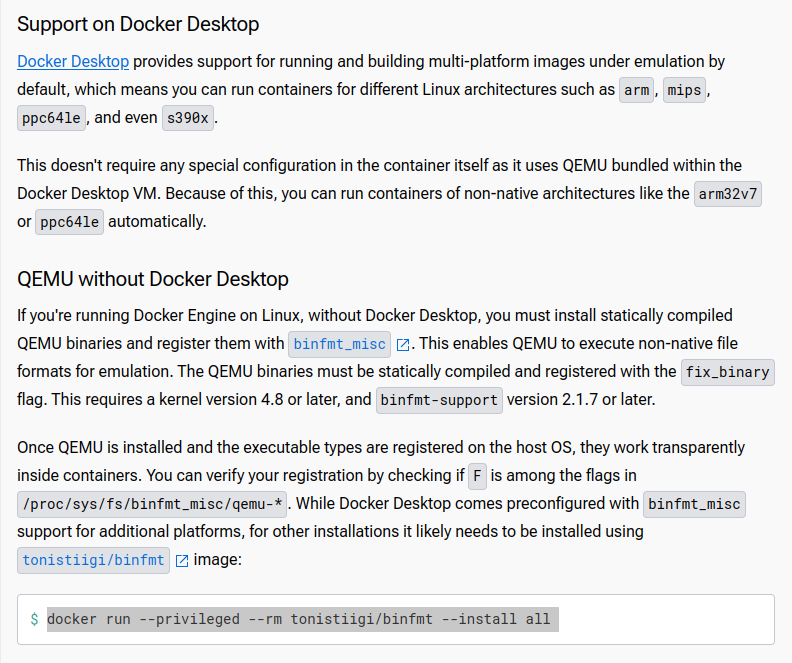 Support on Docker Desktop
Docker Desktop provides support for running and building multi-platform images under emulation by
default, which means you can run containers for different Linux architectures such as arm, mips,
ppc64le, and even s390x.
This doesn't require any special configuration in the container itself as it uses QEMU bundled within the
Docker Desktop VM. Because of this, you can run containers of non-native architectures like the arm32v7
or ppc64le automatically.
QEMU without Docker Desktop
If you're running Docker Engine on Linux, without Docker Desktop, you must install statically compiled
QEMU binaries and register them with binfmt_misc. This enables QEMU to execute non-native file
formats for emulation. The QEMU binaries must be statically compiled and registered with the fix_binary
flag. This requires a kernel version 4.8 or later, and binfmt-support version 2.1.7 or later.
Once QEMU is installed and the executable types are registered on the host OS, they work transparently
inside containers. You can verify your registration by checking if F is among the flags in
/proc/sys/fs/binfmt_misc/qemu-*. While Docker Desktop comes preconfigured with binfmt_misc
support for additional platforms, for other installations it likely needs to be installed using
tonistiigi/binfmt image:
$ docker run --privileged --rm tonistiigi/binfmt --install all